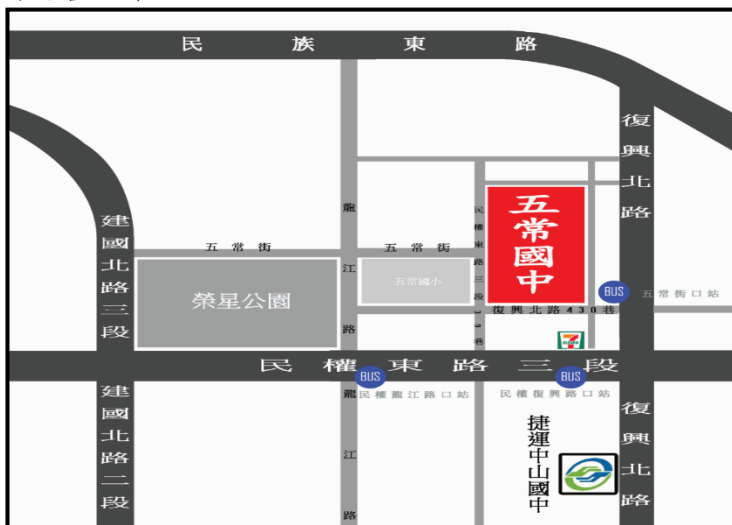 民族東路
復興北路
龍江路
民權東路三段
五常國中
建國北路三段
五常街
五常街
五常國小
榮星公園
BUS
五常街口站
復興北路430巷
7
ELEVEN
民權東路三段
BUS
BUS
民權龍江路口站
民權復興路口站
建國北路二段
龍江路
捷運中山國中
復興北路